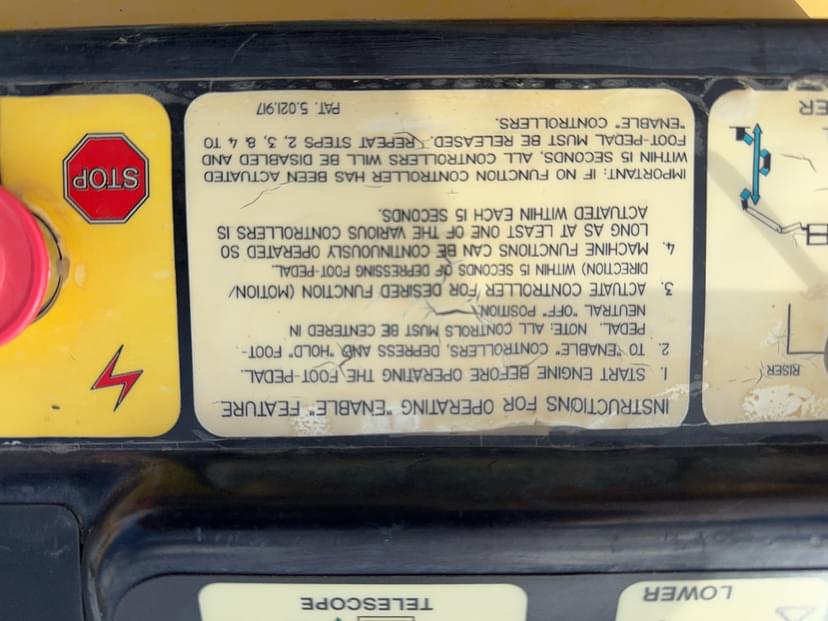 LOWER
TELESCOPE
RISER
INSTRUCTIONS FOR OPERATING "ENABLE" FEATURE
1. START ENGINE BEFORE OPERATING THE FOOT-PEDAL.
2. TO "ENABLE" CONTROLLERS, DEPRESS AND "HOLD" FOOT-
PEDAL. NOTE: ALL CONTROLS MUST BE CENTERED IN
NEUTRAL "OFF" POSITION.
3. ACTUATE CONTROLLER FOR DESIRED FUNCTION (MOTION/
DIRECTION) WITHIN 15 SECONDS OF DEPRESSING FOOT-PEDAL.
4. MACHINE FUNCTIONS CAN BE CONTINUOUSLY OPERATED SO
LONG AS AT LEAST ONE OF THE VARIOUS CONTROLLERS IS
ACTUATED WITHIN EACH 15 SECONDS.
IMPORTANT: IF NO FUNCTION CONTROLLER HAS BEEN ACTUATED
WITHIN 15 SECONDS, ALL CONTROLLERS WILL BE DISABLED AND
FOOT-PEDAL MUST BE RELEASED. REPEAT STEPS 2, 3, & 4 TO
"ENABLE" CONTROLLERS.
PAT. 5,021,917
STOP